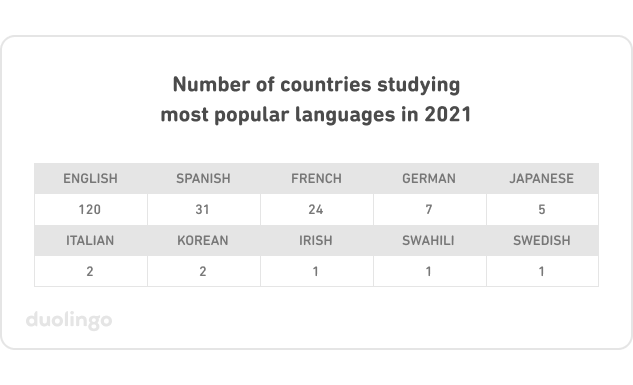 Number of countries studying
most popular languages in 2021
ENGLISH SPANISH FRENCH GERMAN JAPANESE
120 31 24 7 5
ITALIAN KOREAN IRISH SWAHILI SWEDISH
2 2 1 1 1
duolingo